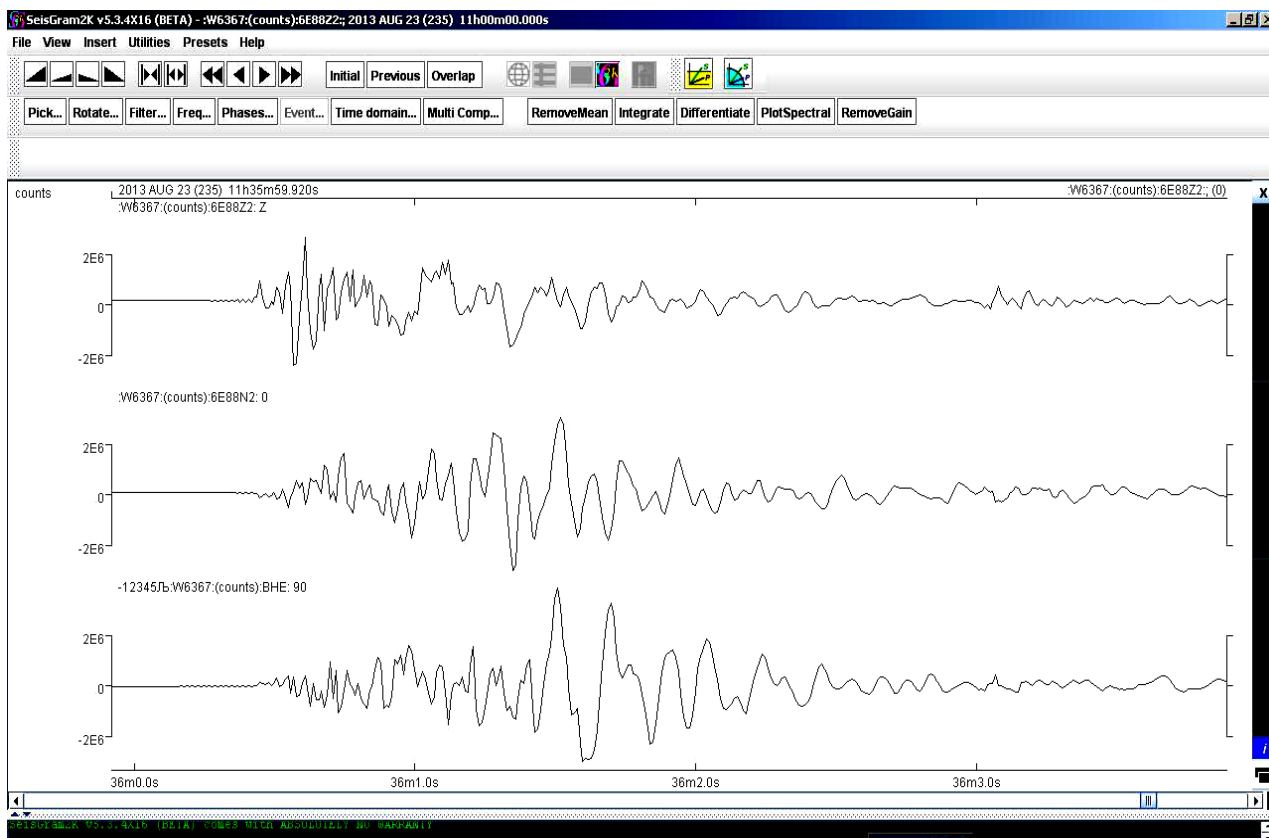 SeisGram2K v5.3.4X16 (BETA) - :W6367:(counts):6E88Z2:; 2013 AUG 23 (235) 11h00m00.000s
File View Insert Utilities Presets Help
Initial Previous Overlap
Pick... Rotate... Filter... Freq... Phases... Event... Time domain... Multi Comp... RemoveMean Integrate Differentiate PlotSpectral RemoveGain
counts 2013 AUG 23 (235) 11h35m59.920s :W6367:(counts):6E88Z2:; (0) X
:W6367:(counts):6E88Z2: Z
2E6
0
-2E6
:W6367:(counts):6E88N2: 0
2E6
0
-2E6
-12345Љ:W6367:(counts):BHE: 90
2E6
0
-2E6
i
36m0.0s 36m1.0s 36m2.0s 36m3.0s
SeisGram2K v5.3.4X16 (BETA) comes with ABSOLUTELY NO WARRANTY